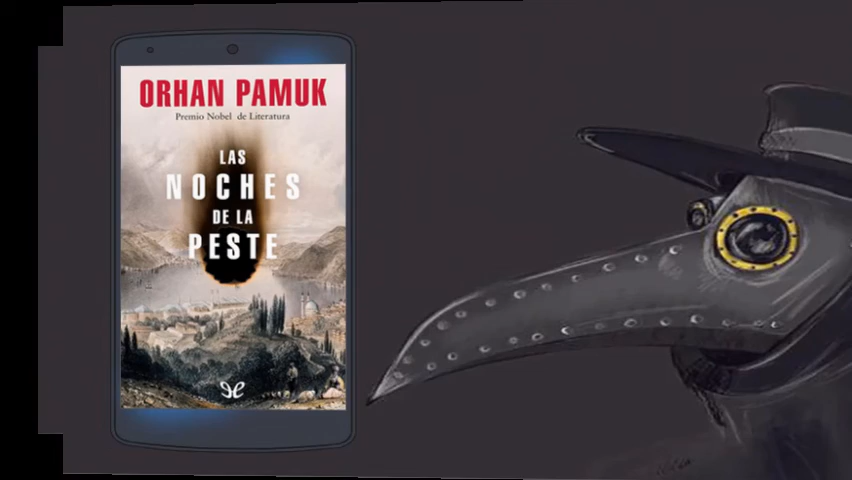 ORHAN PAMUK
Premio Nobel de Literatura
LAS
NOCHES
DE LA
PESTE